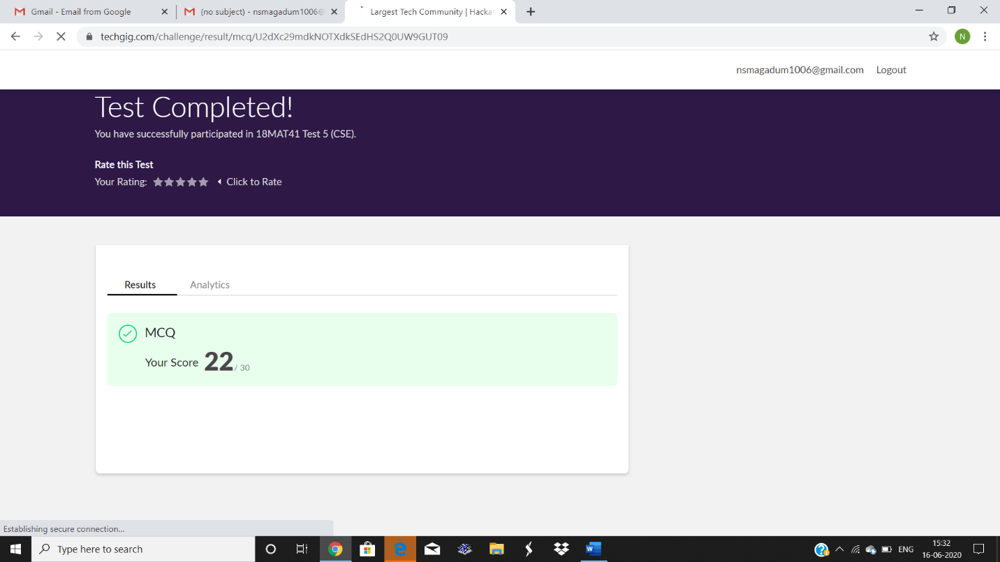 Gmail - Email from Google
(no subject) - nsmagadum1006@
Largest Tech Community | Hackat
techgig.com/challenge/result/mcq/U2dXc29mdkNOTXdkSEdHS2Q0UW9GUT09
N
nsmagadum1006@gmail.com Logout
Test Completed!
You have successfully participated in 18MAT41 Test 5 (CSE).
Rate this Test
Your Rating: Click to Rate
Results Analytics
MCQ
Your Score 22 / 30
Establishing secure connection...
Type here to search
ENG
15:32
16-06-2020